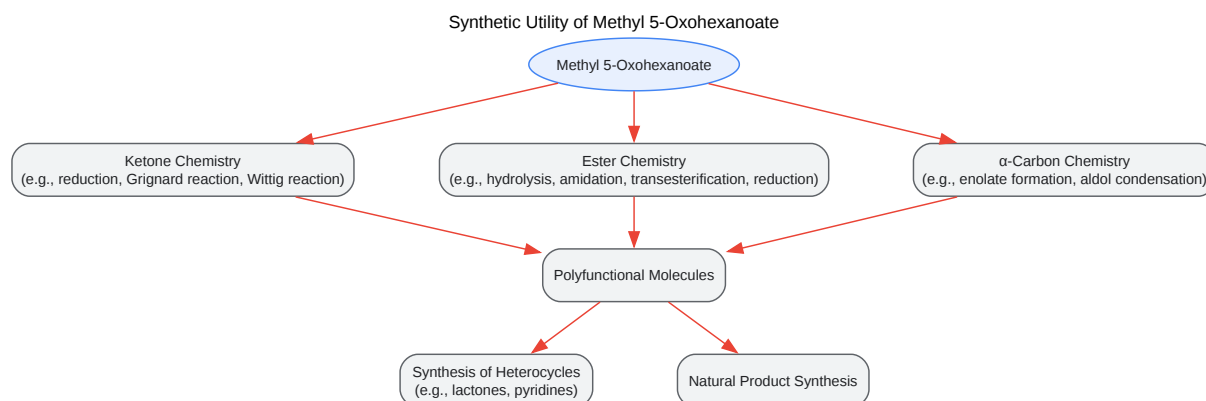 Synthetic Utility of Methyl 5-Oxohexanoate
Methyl 5-Oxohexanoate
Ketone Chemistry
(e.g., reduction, Grignard reaction, Wittig reaction)
Ester Chemistry
(e.g., hydrolysis, amidation, transesterification, reduction)
α-Carbon Chemistry
(e.g., enolate formation, aldol condensation)
Polyfunctional Molecules
Synthesis of Heterocycles
(e.g., lactones, pyridines)
Natural Product Synthesis